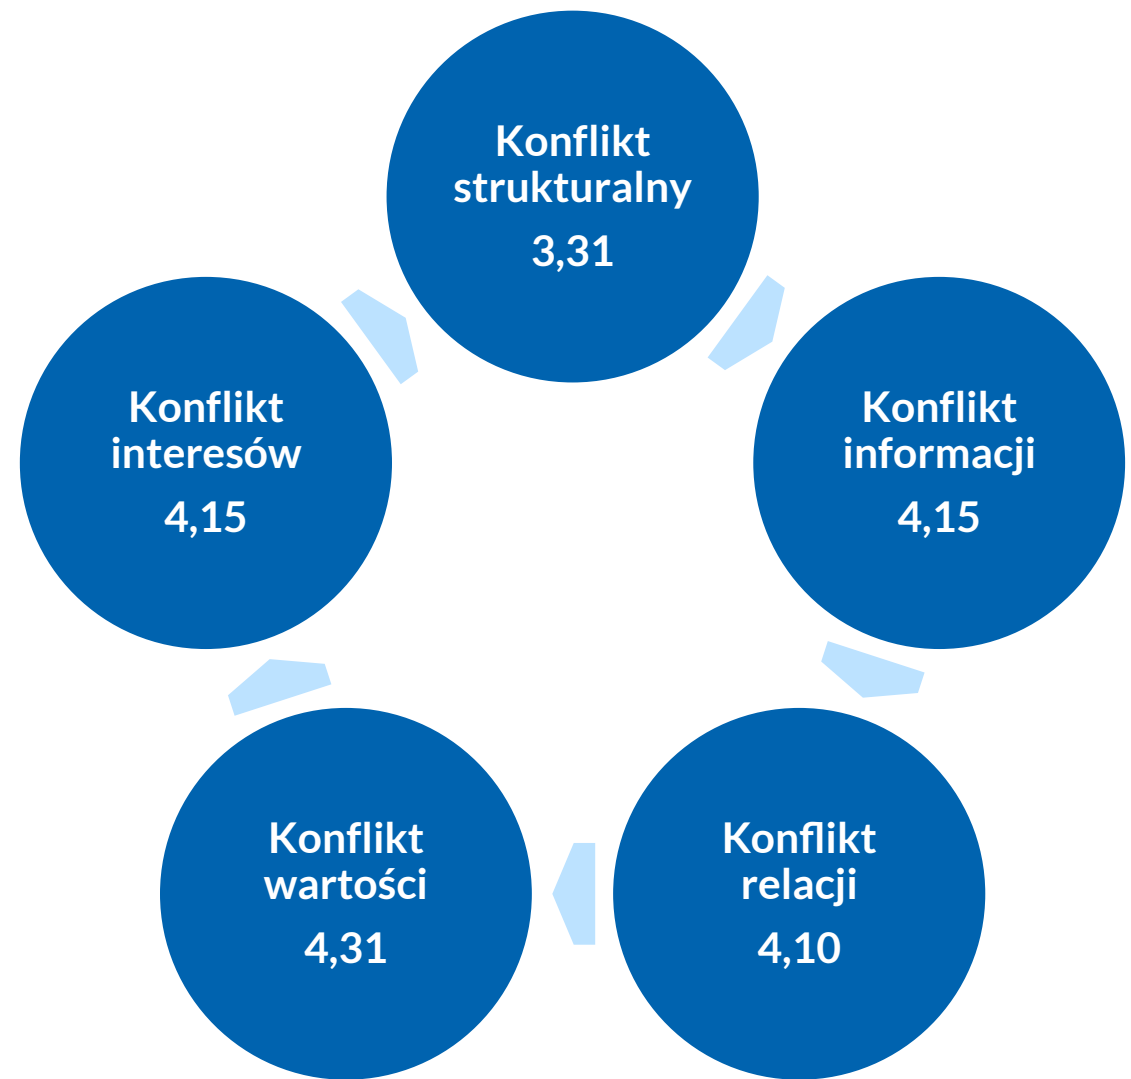 Konflikt
strukturalny
3,31
Konflikt
informacji
4,15
Konflikt
relacji
4,10
Konflikt
wartości
4,31
Konflikt
interesów
4,15